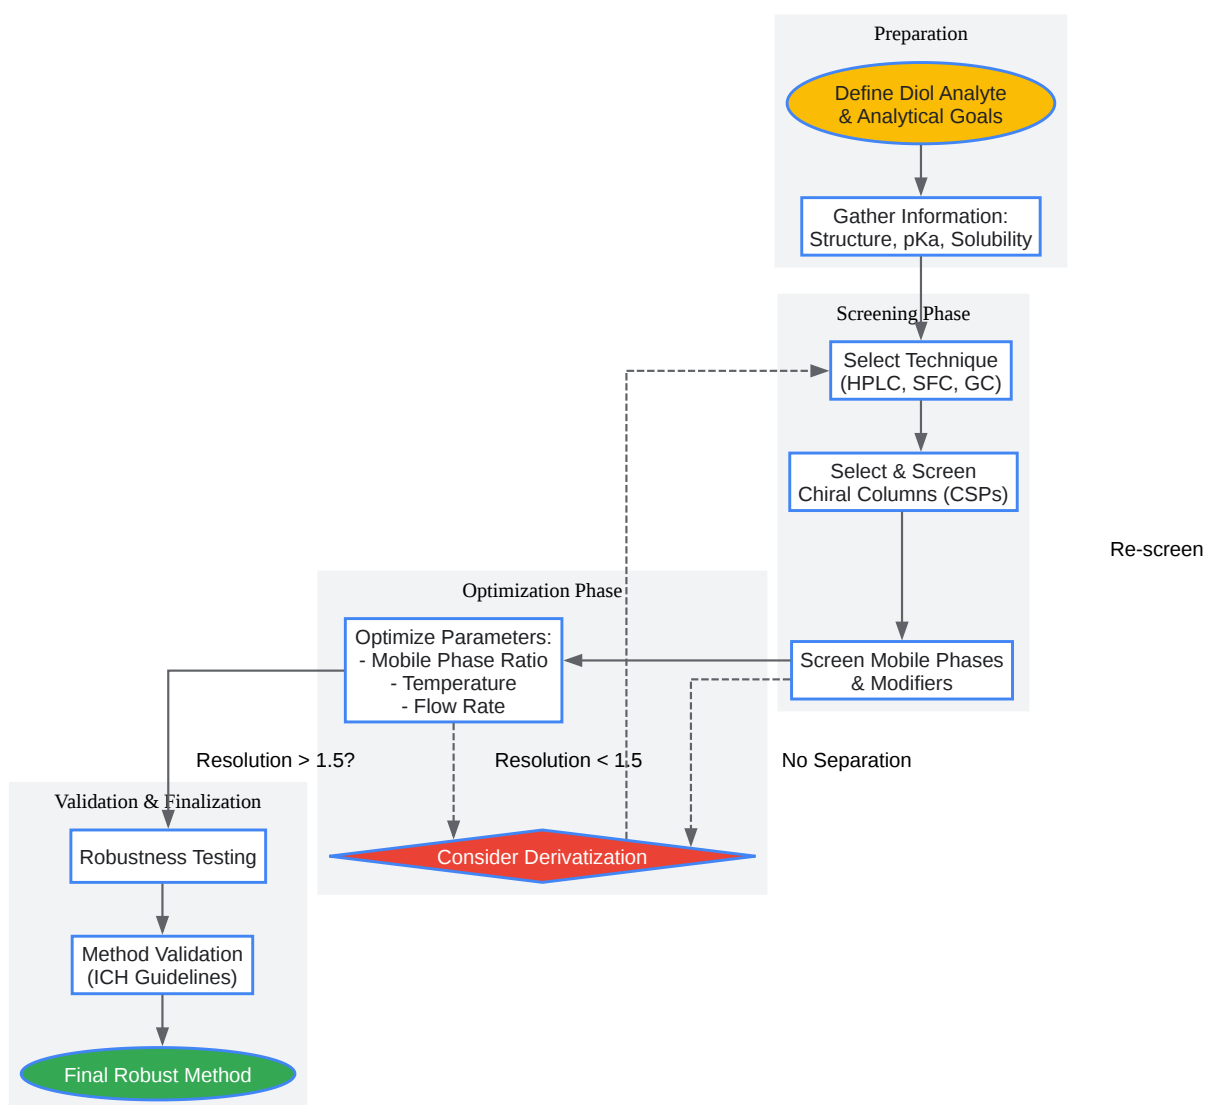 Preparation
Define Diol Analyte
& Analytical Goals
Gather Information:
Structure, pKa, Solubility
Screening Phase
Select Technique
(HPLC, SFC, GC)
Select & Screen
Chiral Columns (CSPs)
Re-screen
Screen Mobile Phases
& Modifiers
Optimization Phase
Optimize Parameters:
- Mobile Phase Ratio
- Temperature
- Flow Rate
Resolution > 1.5?
Resolution < 1.5
No Separation
Consider Derivatization
Validation & Finalization
Robustness Testing
Method Validation
(ICH Guidelines)
Final Robust Method